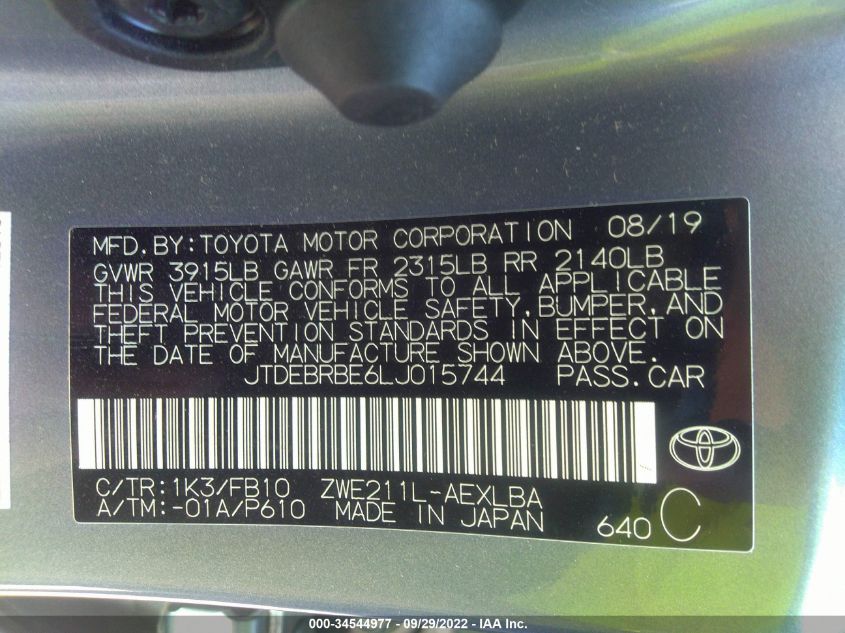 MFD.BY:TOYOTA MOTOR CORPORATION 08/19
GVWR 3915LB GAWR FR 2315LB RR 2140LB
THIS VEHICLE CONFORMS TO ALL APPLICABLE
FEDERAL MOTOR VEHICLE SAFETY,BUMPER,AND
THEFT PREVENTION STANDARDS IN EFFECT ON
THE DATE OF MANUFACTURE SHOWN ABOVE.
JTDEBRBE6LJ015744 PASS.CAR
C/TR:1K3/FB10 ZWE211L-AEXLBA
A/TM:-01A/P610 MADE IN JAPAN 640 C
000-34544977 - 09/29/2022 - IAA Inc.